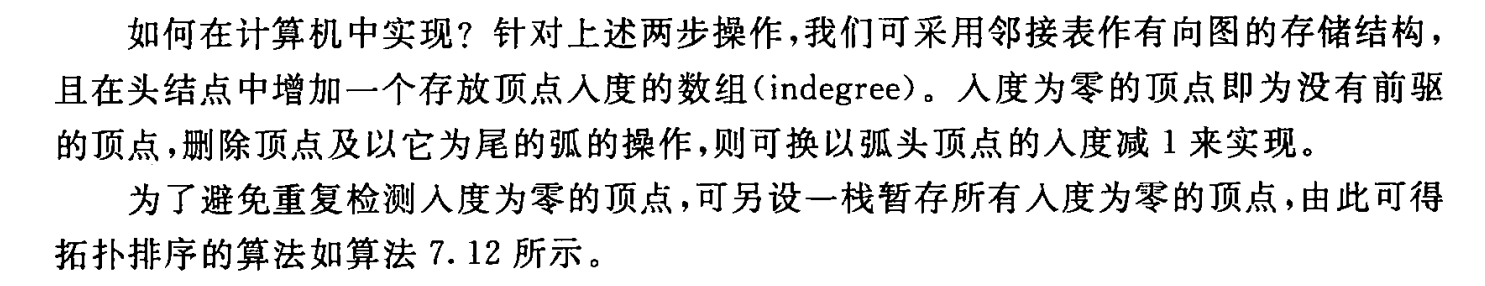 如何在计算机中实现？针对上述两步操作，我们可采用邻接表作有向图的存储结构，
且在头结点中增加一个存放顶点入度的数组(indegree)。入度为零的顶点即为没有前驱
的顶点，删除顶点及以它为尾的弧的操作，则可换以弧头顶点的入度减 1 来实现。
为了避免重复检测入度为零的顶点，可另设一栈暂存所有入度为零的顶点，由此可得
拓扑排序的算法如算法 7.12 所示。